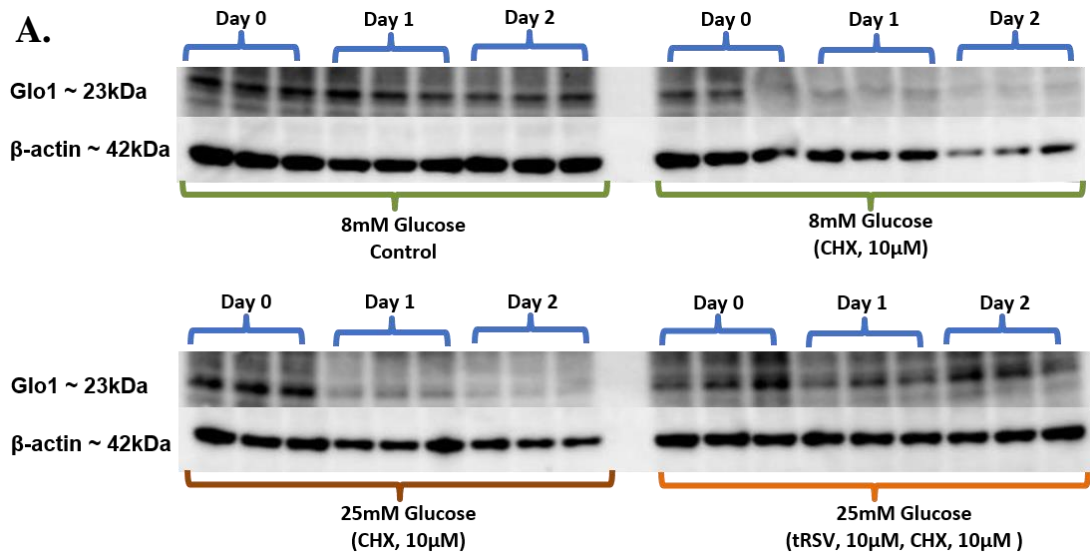 A.
Day 0 Day 1 Day 2 Day 0 Day 1 Day 2
Glo1 ~ 23kDa
β-actin ~ 42kDa
8mM Glucose
Control
8mM Glucose
(CHX, 10μM)
Day 0 Day 1 Day 2 Day 0 Day 1 Day 2
Glo1 ~ 23kDa
β-actin ~ 42kDa
25mM Glucose
(CHX, 10μM)
25mM Glucose
(tRSV, 10μM, CHX, 10μM )